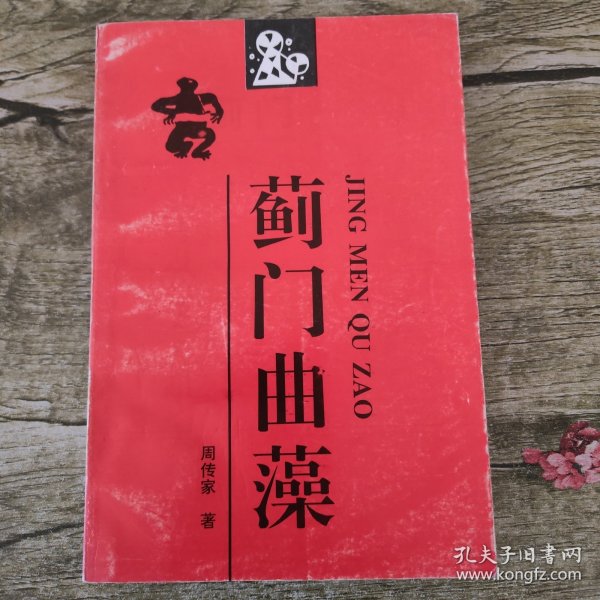 蓟门曲藻
JING MEN QU ZAO
周传家 著
孔夫子旧书网
www.kongfz.com